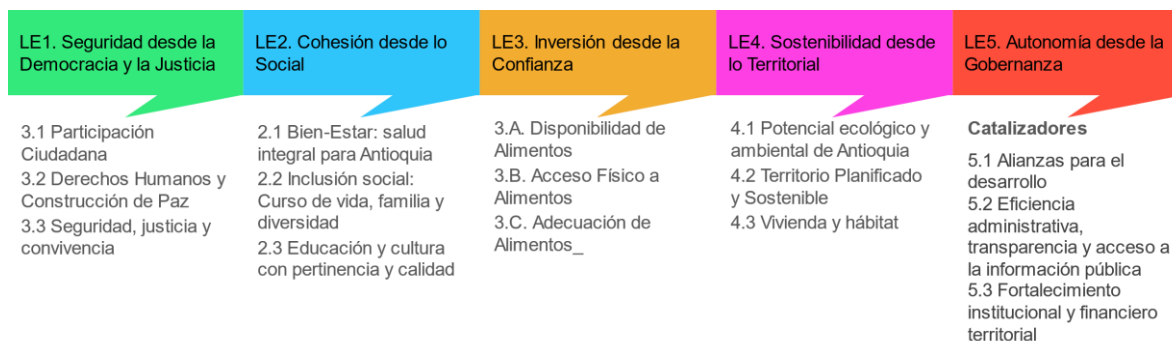 LE1. Seguridad desde la
Democracia y la Justicia
3.1 Participación
Ciudadana
3.2 Derechos Humanos y
Construcción de Paz
3.3 Seguridad, justicia y
convivencia
LE2. Cohesión desde lo
Social
2.1 Bien-Estar: salud
integral para Antioquia
2.2 Inclusión social:
Curso de vida, familia y
diversidad
2.3 Educación y cultura
con pertinencia y calidad
LE3. Inversión desde la
Confianza
3.A. Disponibilidad de
Alimentos
3.B. Acceso Físico a
Alimentos
3.C. Adecuación de
Alimentos_
LE4. Sostenibilidad desde
lo Territorial
4.1 Potencial ecológico y
ambiental de Antioquia
4.2 Territorio Planificado
y Sostenible
4.3 Vivienda y hábitat
LE5. Autonomía desde la
Gobernanza
Catalizadores
5.1 Alianzas para el
desarrollo
5.2 Eficiencia
administrativa,
transparencia y acceso a
la información pública
5.3 Fortalecimiento
institucional y financiero
territorial